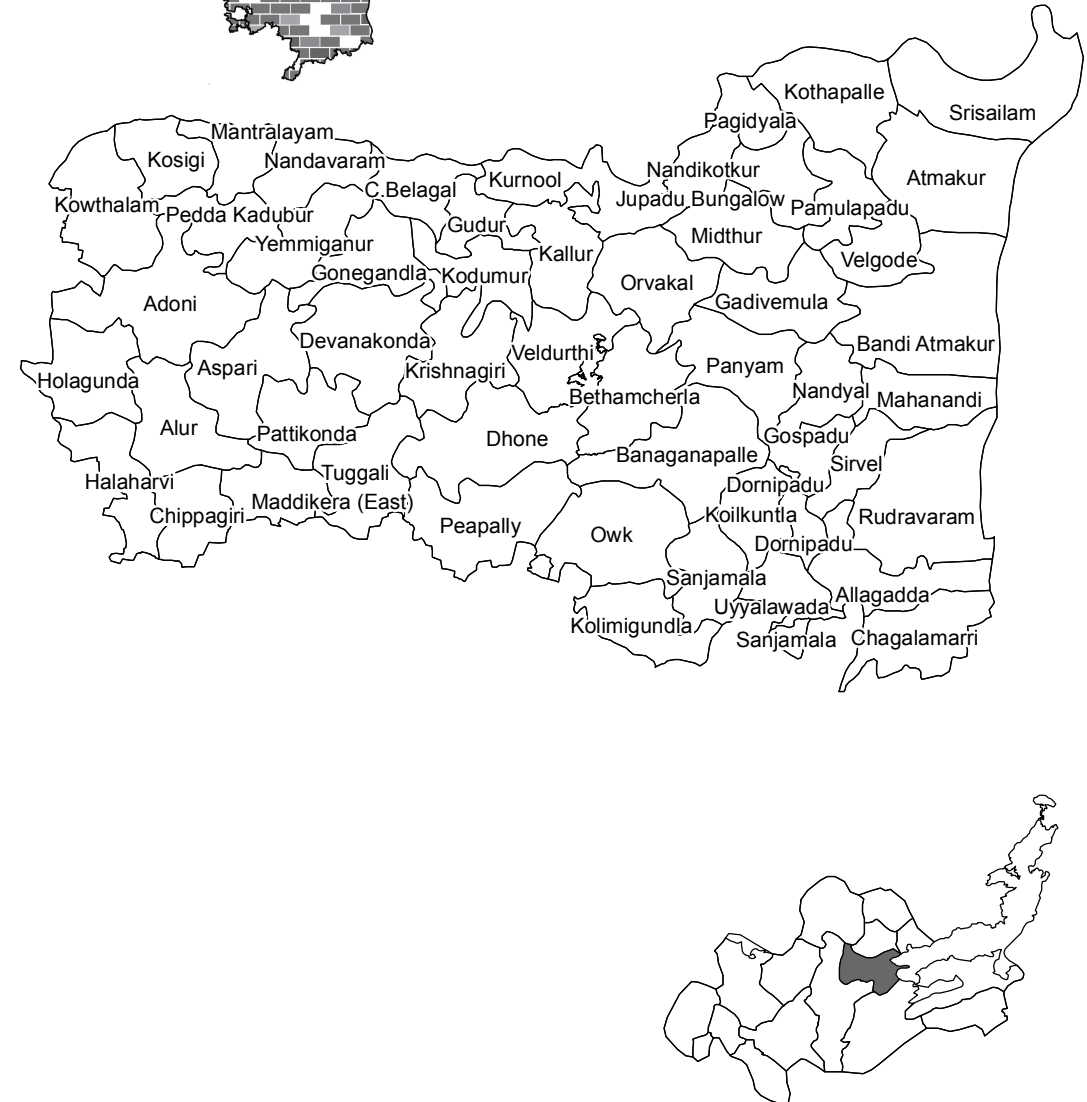 Kothapalle
Srisailam
Pagidyala
Mantralayam
Kosigi
Nandavaram
Nandikotkur
Atmakur
Kurnool
C.Belagal
Jupadu Bungalow
Kowthalam
Pamulapadu
Pedda Kadubur
Gudur
Midthur
Yemmiganur
Kallur
Velgode
Gonegandla
Kodumur
Orvakal
Adoni
Gadivemula
Devanakonda
Bandi Atmakur
Veldurthi
Aspari
Panyam
Krishnagiri
Holagunda
Nandyal
Bethamcherla
Mahanandi
Alur
Pattikonda
Dhone
Gospadu
Banaganapalle
Sirvel
Tuggali
Halaharvi
Dornipadu
Maddikera (East)
Chippagiri
Koilkuntla
Rudravaram
Peapally
Owk
Dornipadu
Sanjamala
Allagadda
Uyyalawada
Kolimigundla
Sanjamala
Chagalamarri